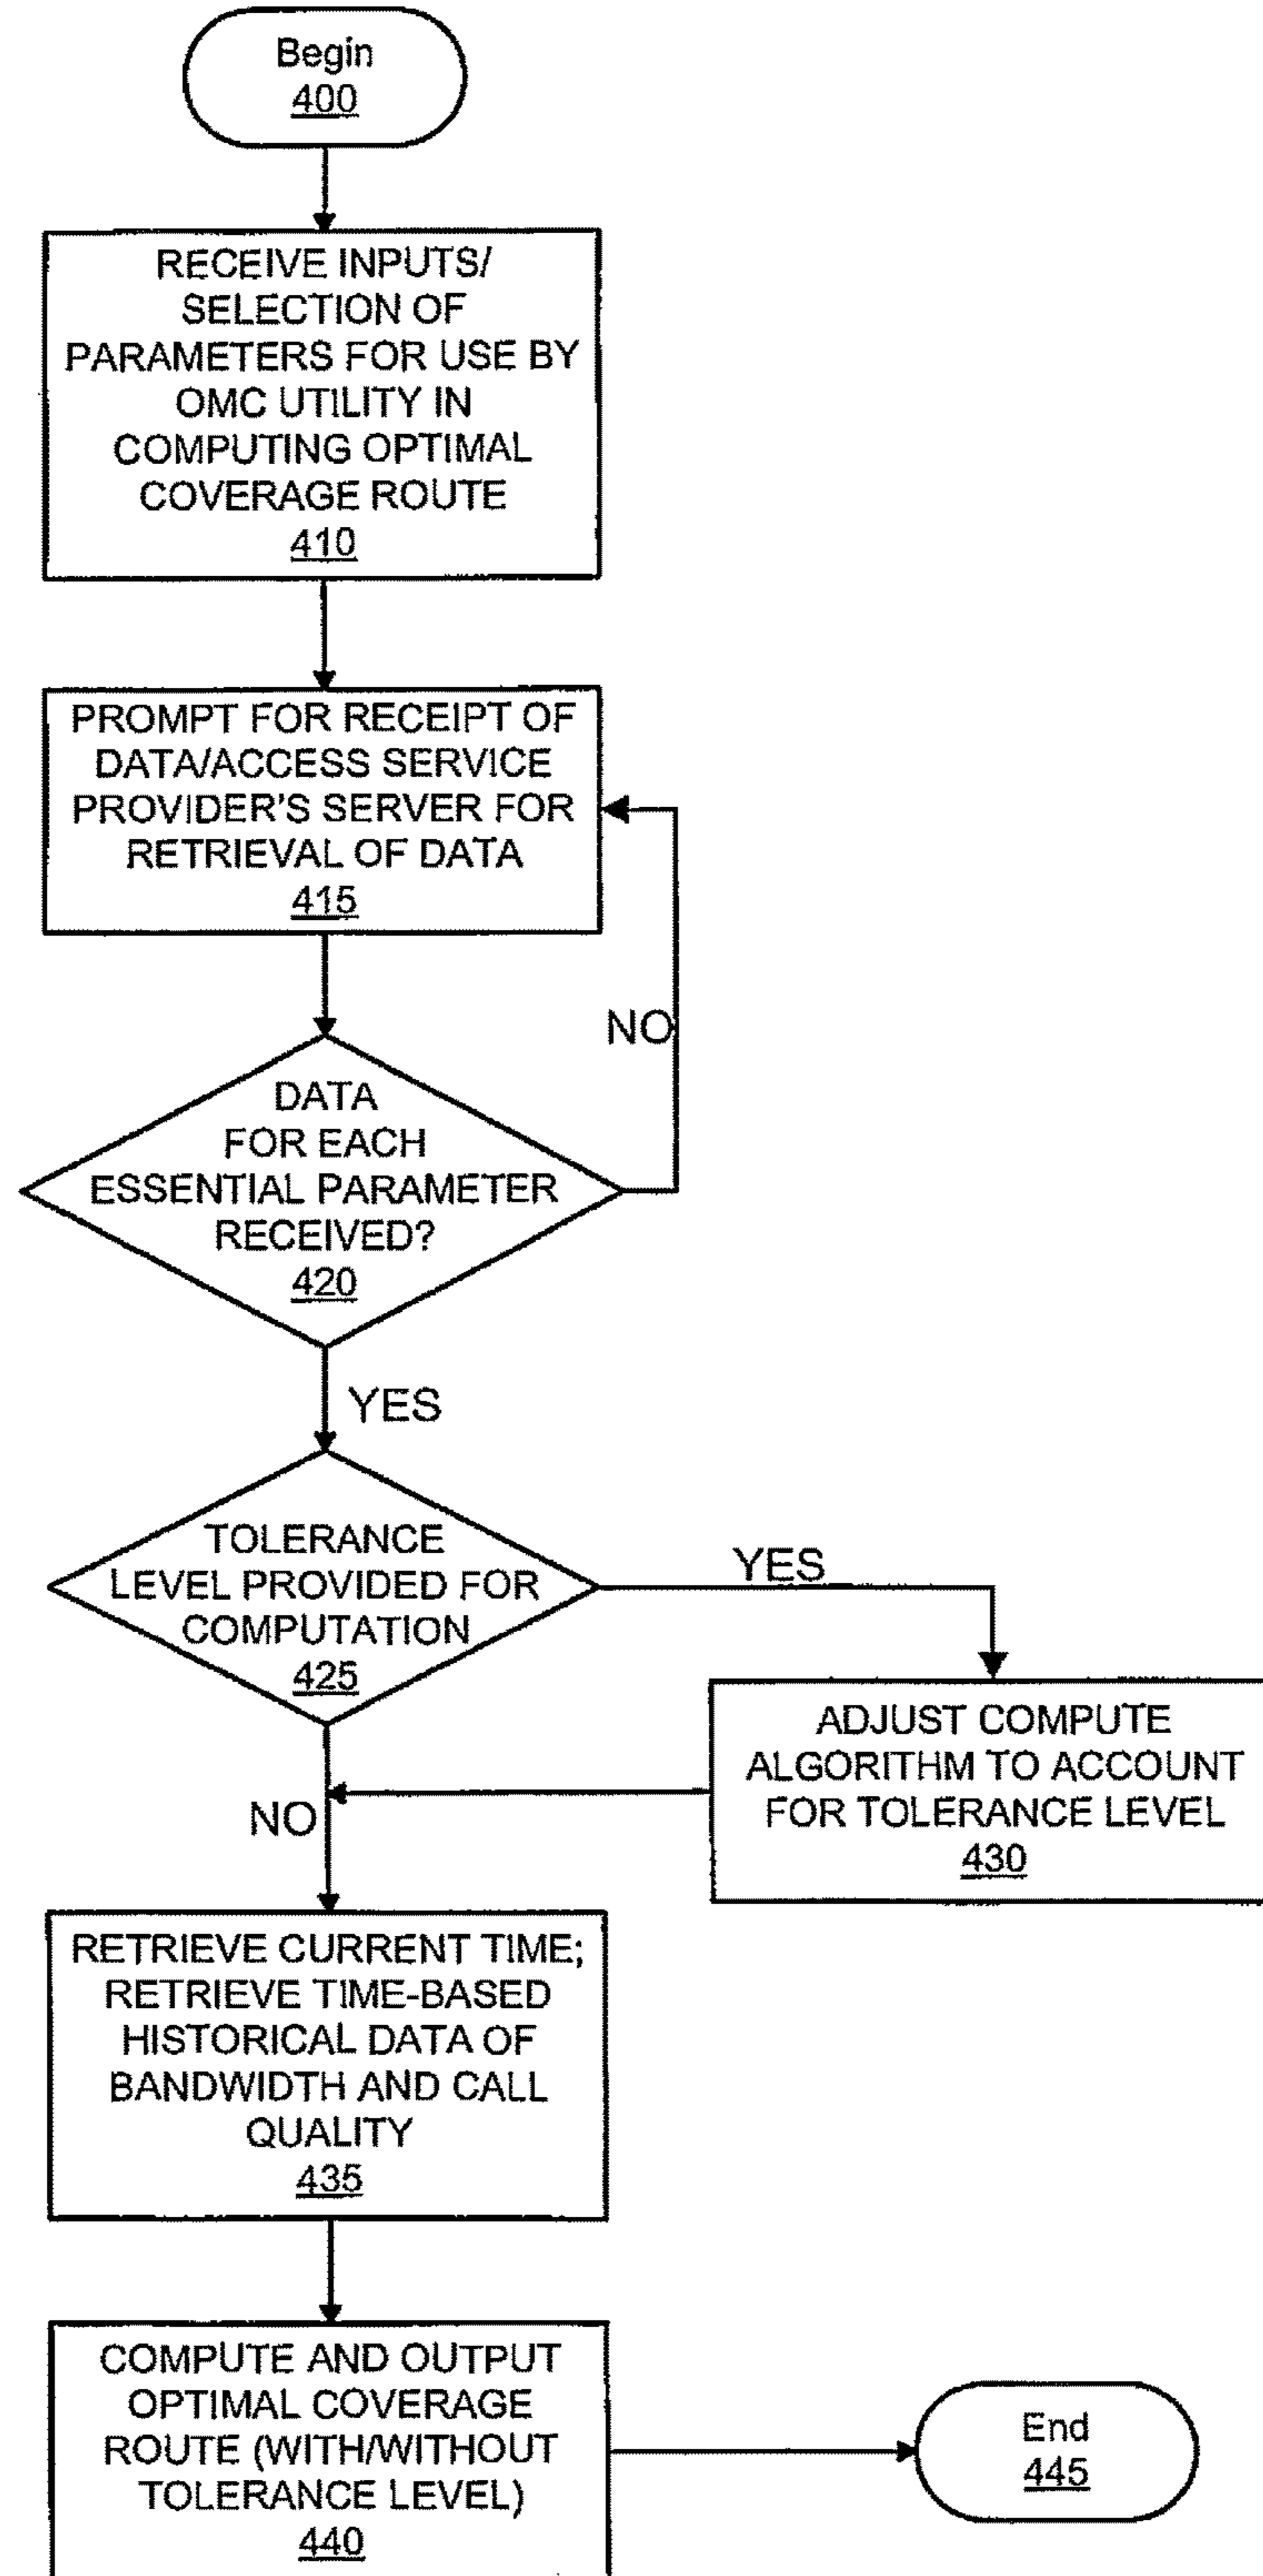 Begin
400
RECEIVE INPUTS/
SELECTION OF
PARAMETERS FOR USE BY
OMC UTILITY IN
COMPUTING OPTIMAL
COVERAGE ROUTE
410
PROMPT FOR RECEIPT OF
DATA/ACCESS SERVICE
PROVIDER'S SERVER FOR
RETRIEVAL OF DATA
415
NO
DATA
FOR EACH
ESSENTIAL PARAMETER
RECEIVED?
420
YES
TOLERANCE
LEVEL PROVIDED FOR
COMPUTATION
425
YES
ADJUST COMPUTE
ALGORITHM TO ACCOUNT
FOR TOLERANCE LEVEL
430
NO
RETRIEVE CURRENT TIME;
RETRIEVE TIME-BASED
HISTORICAL DATA OF
BANDWIDTH AND CALL
QUALITY
435
COMPUTE AND OUTPUT
OPTIMAL COVERAGE
ROUTE (WITH/WITHOUT
TOLERANCE LEVEL)
440
End
445